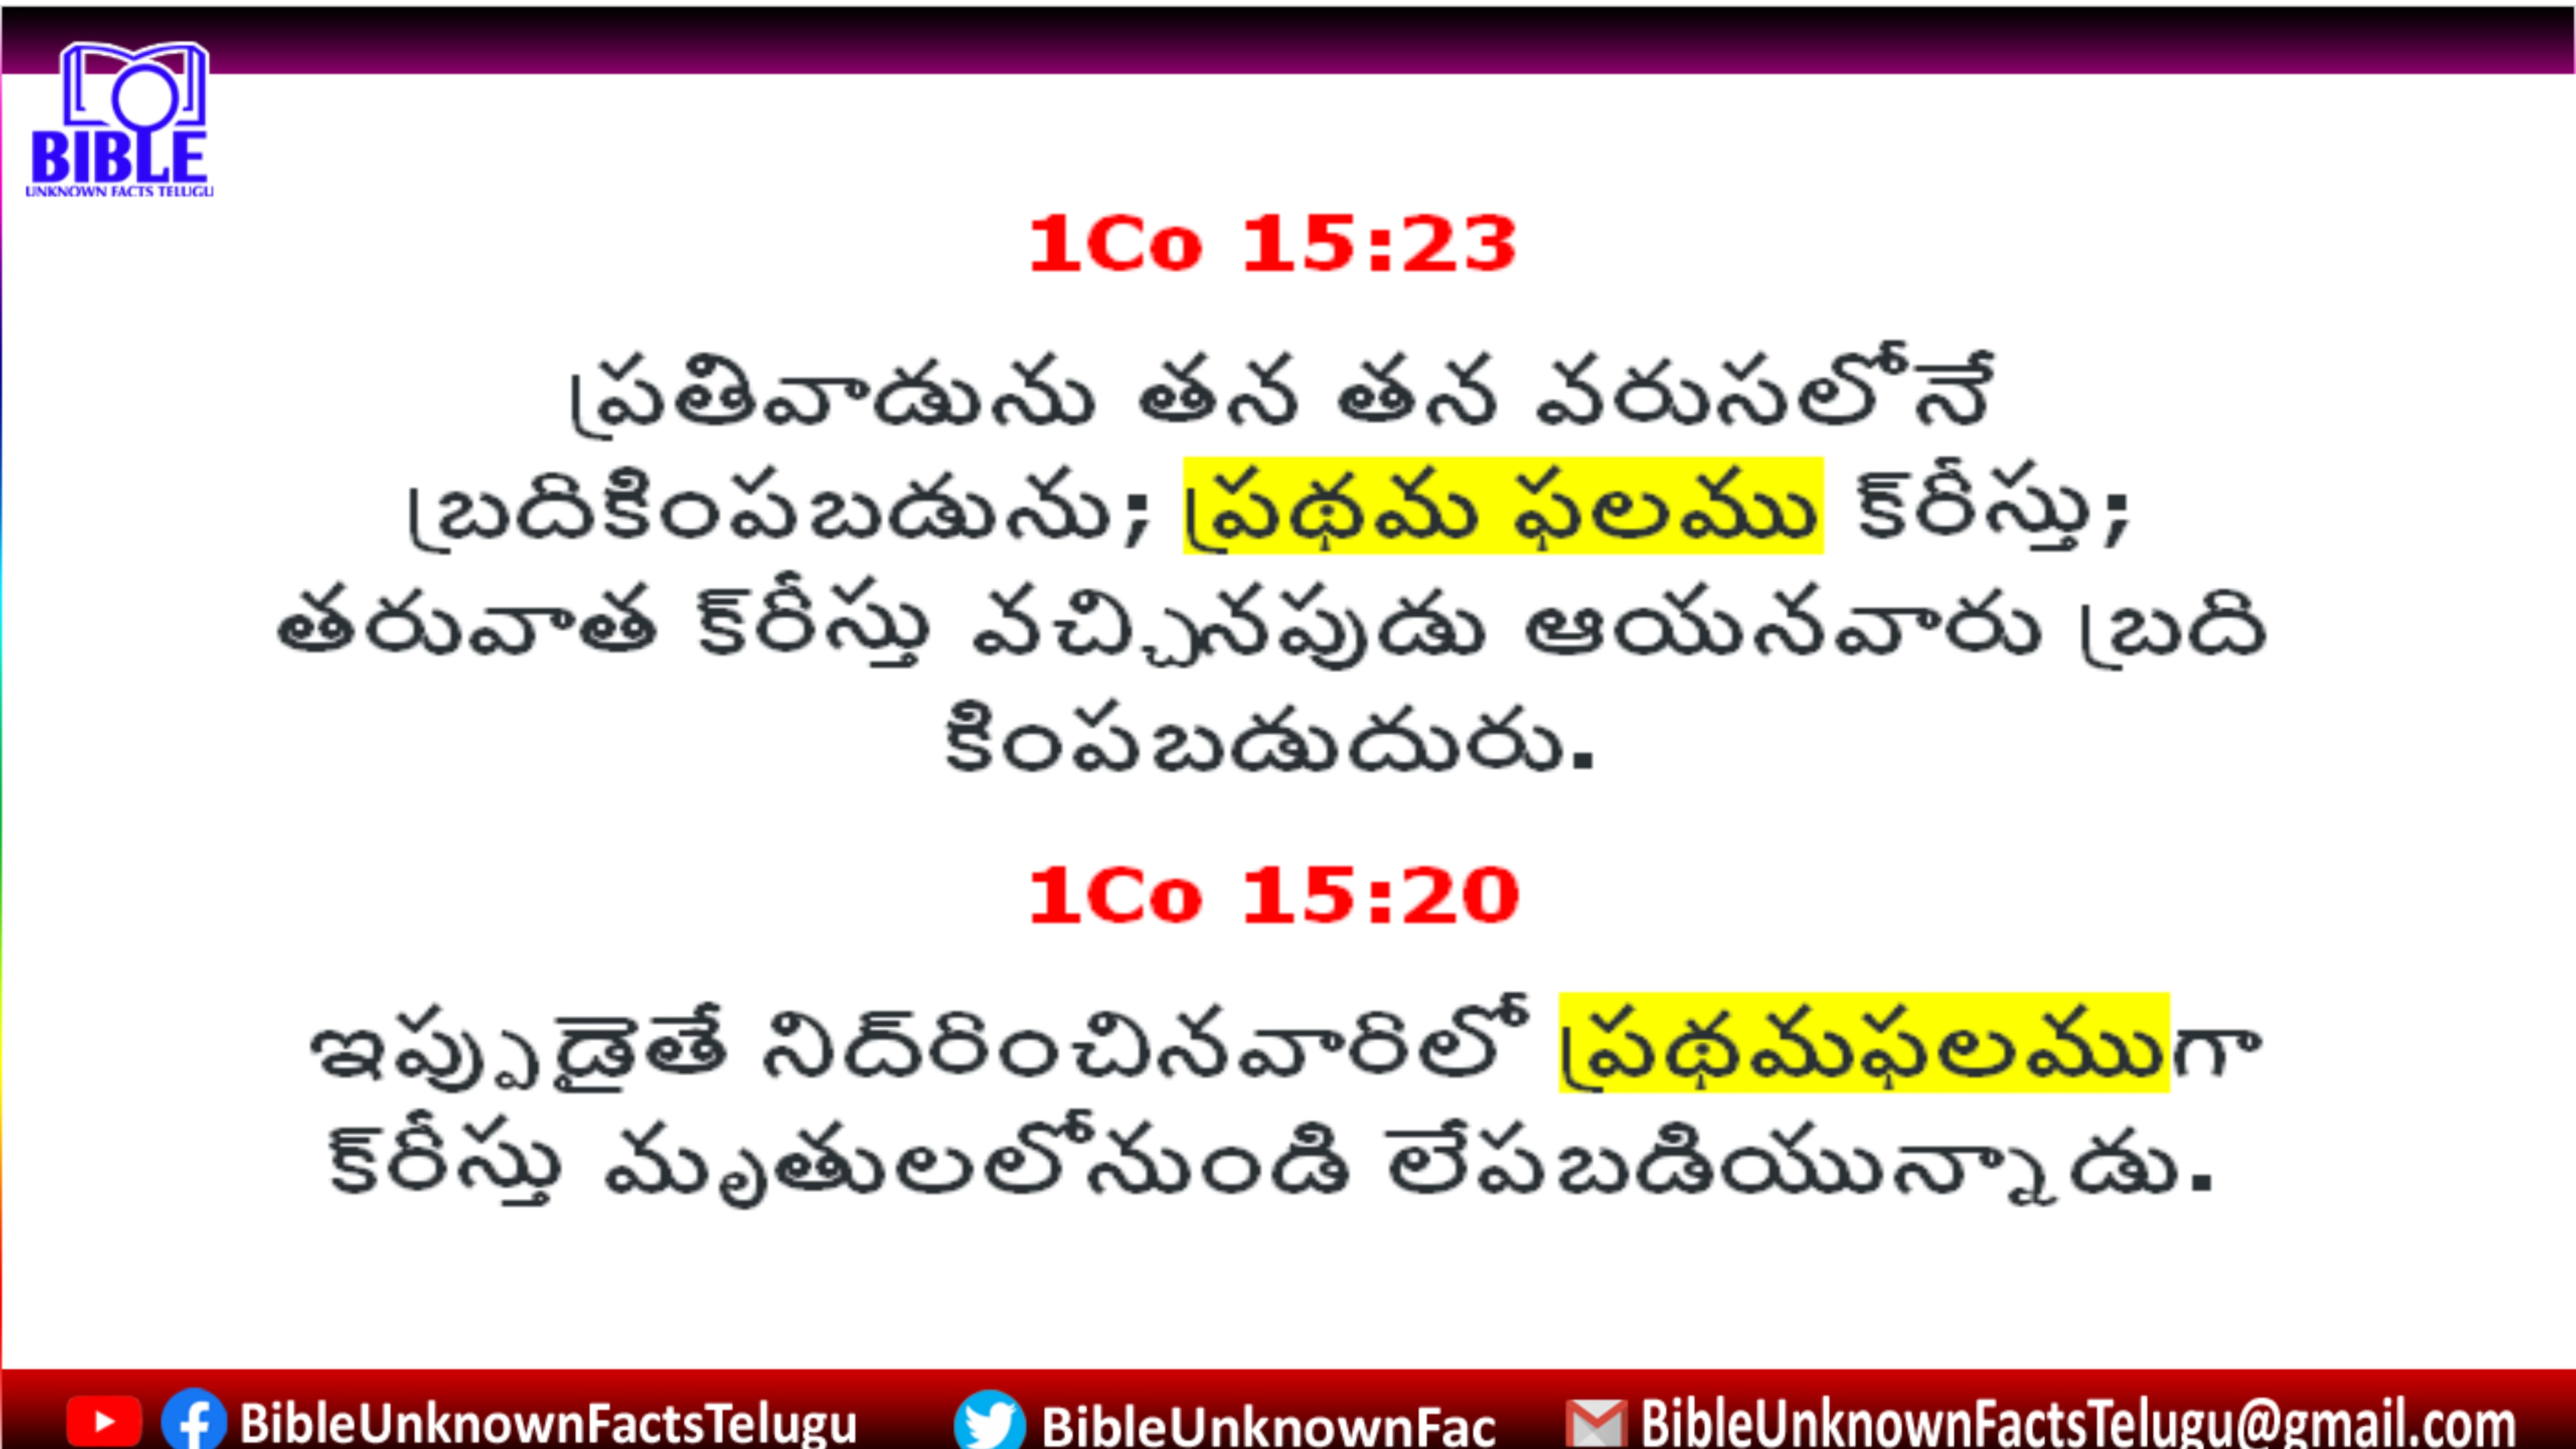 BIBLE
UNKNOWN FACTS TELUGU
1Co 15:23
ప్రతివాడును తన తన వరుసలోనే
బ్రదికింపబడును; ప్రథమ ఫలము క్రీస్తు;
తరువాత క్రీస్తు వచ్చినపుడు ఆయనవారు బ్రది
కింపబడుదురు.
1Co 15:20
ఇప్పుడైతే నిద్రించినవారిలో ప్రథమఫలముగా
క్రీస్తు మృతులలోనుండి లేపబడియున్నాడు.
BibleUnknownFactsTelugu BibleUnknownFac BibleUnknownFactsTelugu@gmail.com